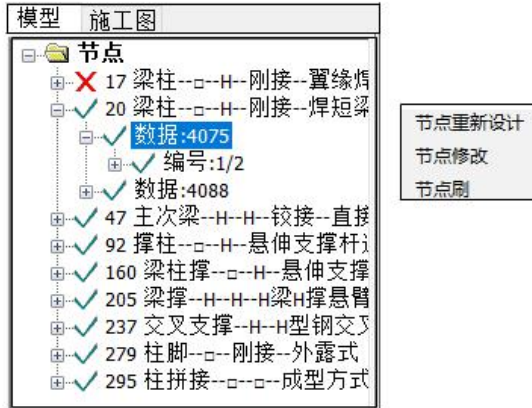 模型 施工图
节点
17 梁柱--□--H--刚接--翼缘焊
20 梁柱--□--H--刚接--焊短梁
数据:4075
编号:1/2
数据:4088
47 主次梁--H--H--铰接--直接
92 撑柱--□--H--悬伸支撑杆
160 梁柱撑--□--H--悬伸支撑
205 梁撑--H--H--H梁H撑悬臂
237 交叉支撑--H--H型钢交叉
279 柱脚--□--刚接--外露式
295 柱拼接--□--□--成型方式
节点重新设计
节点修改
节点刷